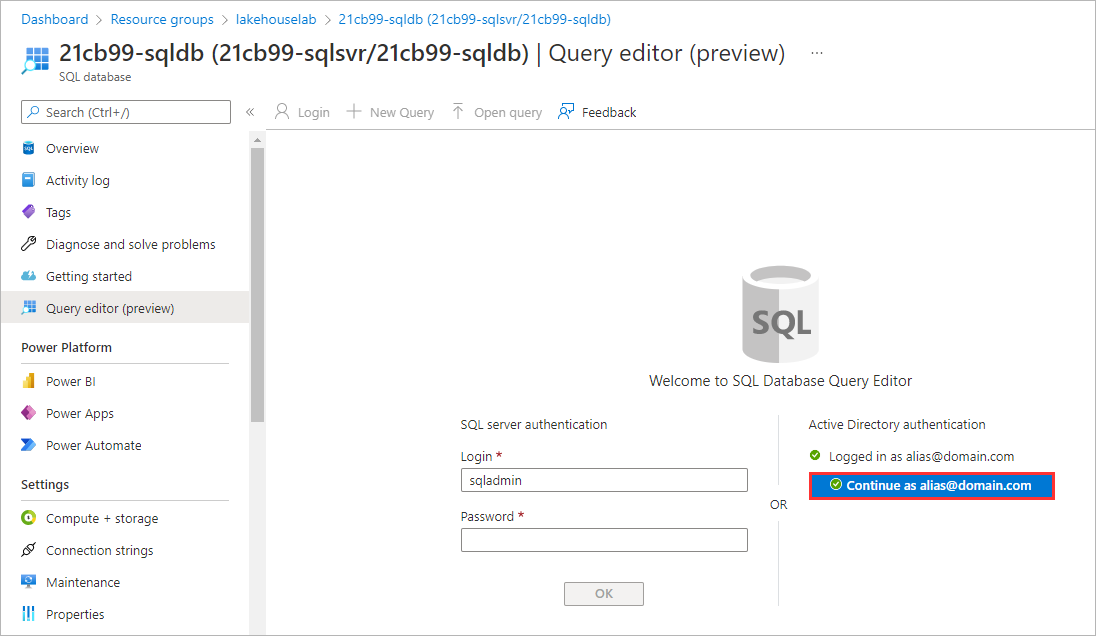 Dashboard > Resource groups > lakehouselab > 21cb99-sqldb (21cb99-sqlsvr/21cb99-sqldb)
21cb99-sqldb (21cb99-sqlsvr/21cb99-sqldb) | Query editor (preview) ...
SQL database
Search (Ctrl+/)
«
Login
New Query
Open query
Feedback
SQL
Overview
Activity log
Tags
Diagnose and solve problems
Getting started
Query editor (preview)
Power Platform
Power BI
Power Apps
Power Automate
Settings
Compute + storage
Connection strings
Maintenance
Properties
SQL
Welcome to SQL Database Query Editor
SQL server authentication
Login *
sqladmin
Password *
OK
OR
Active Directory authentication
Logged in as alias@domain.com
Continue as alias@domain.com